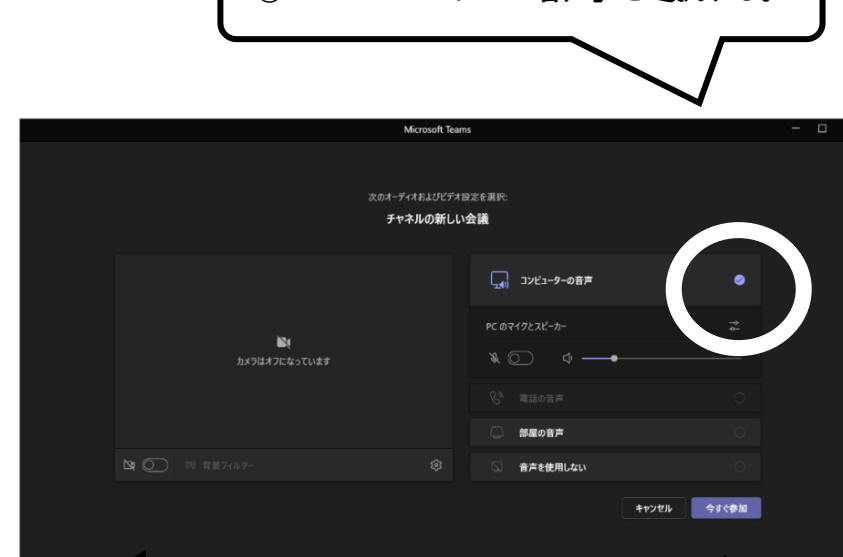 Microsoft Teams
次のオーディオおよびビデオ設定を選択:
チャネルの新しい会議
コンピューターの音声
PC のマイクとスピーカー
カメラはオフになっています
電話の音声
部屋の音声
背景フィルター
音声を使用しない
キャンセル
今すぐ参加